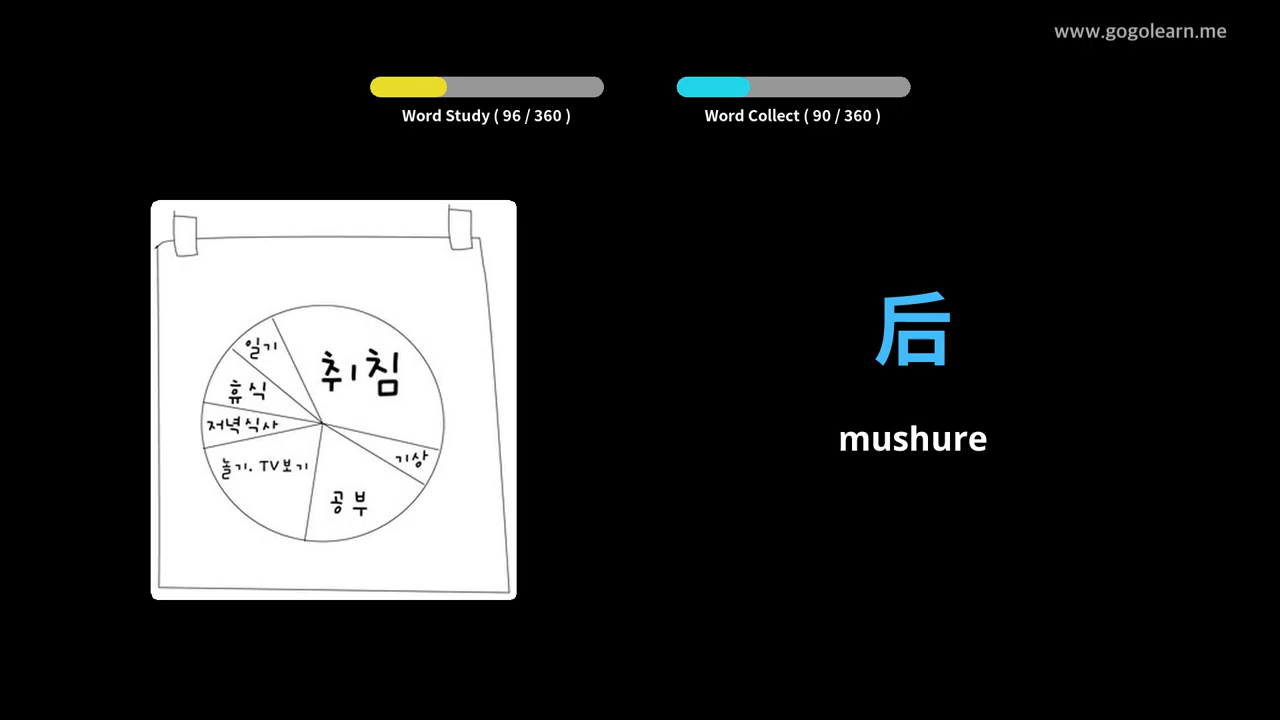 www.gogolearn.me
Word Study ( 96 / 360 )
Word Collect ( 90 / 360 )
일기
취침
휴식
저녁식사
놀기. TV보기
기상
공부
后
mushure